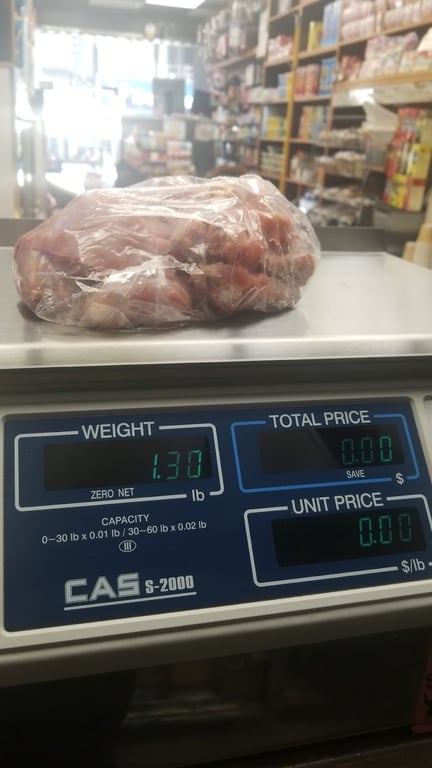 WEIGHT
1.30
ZERO NET
lb
TOTAL PRICE
0.00
SAVE
$
CAPACITY
0~30 lb x 0.01 lb / 30~60 lb x 0.02 lb
III
UNIT PRICE
0.00
$/lb
CAS S-2000